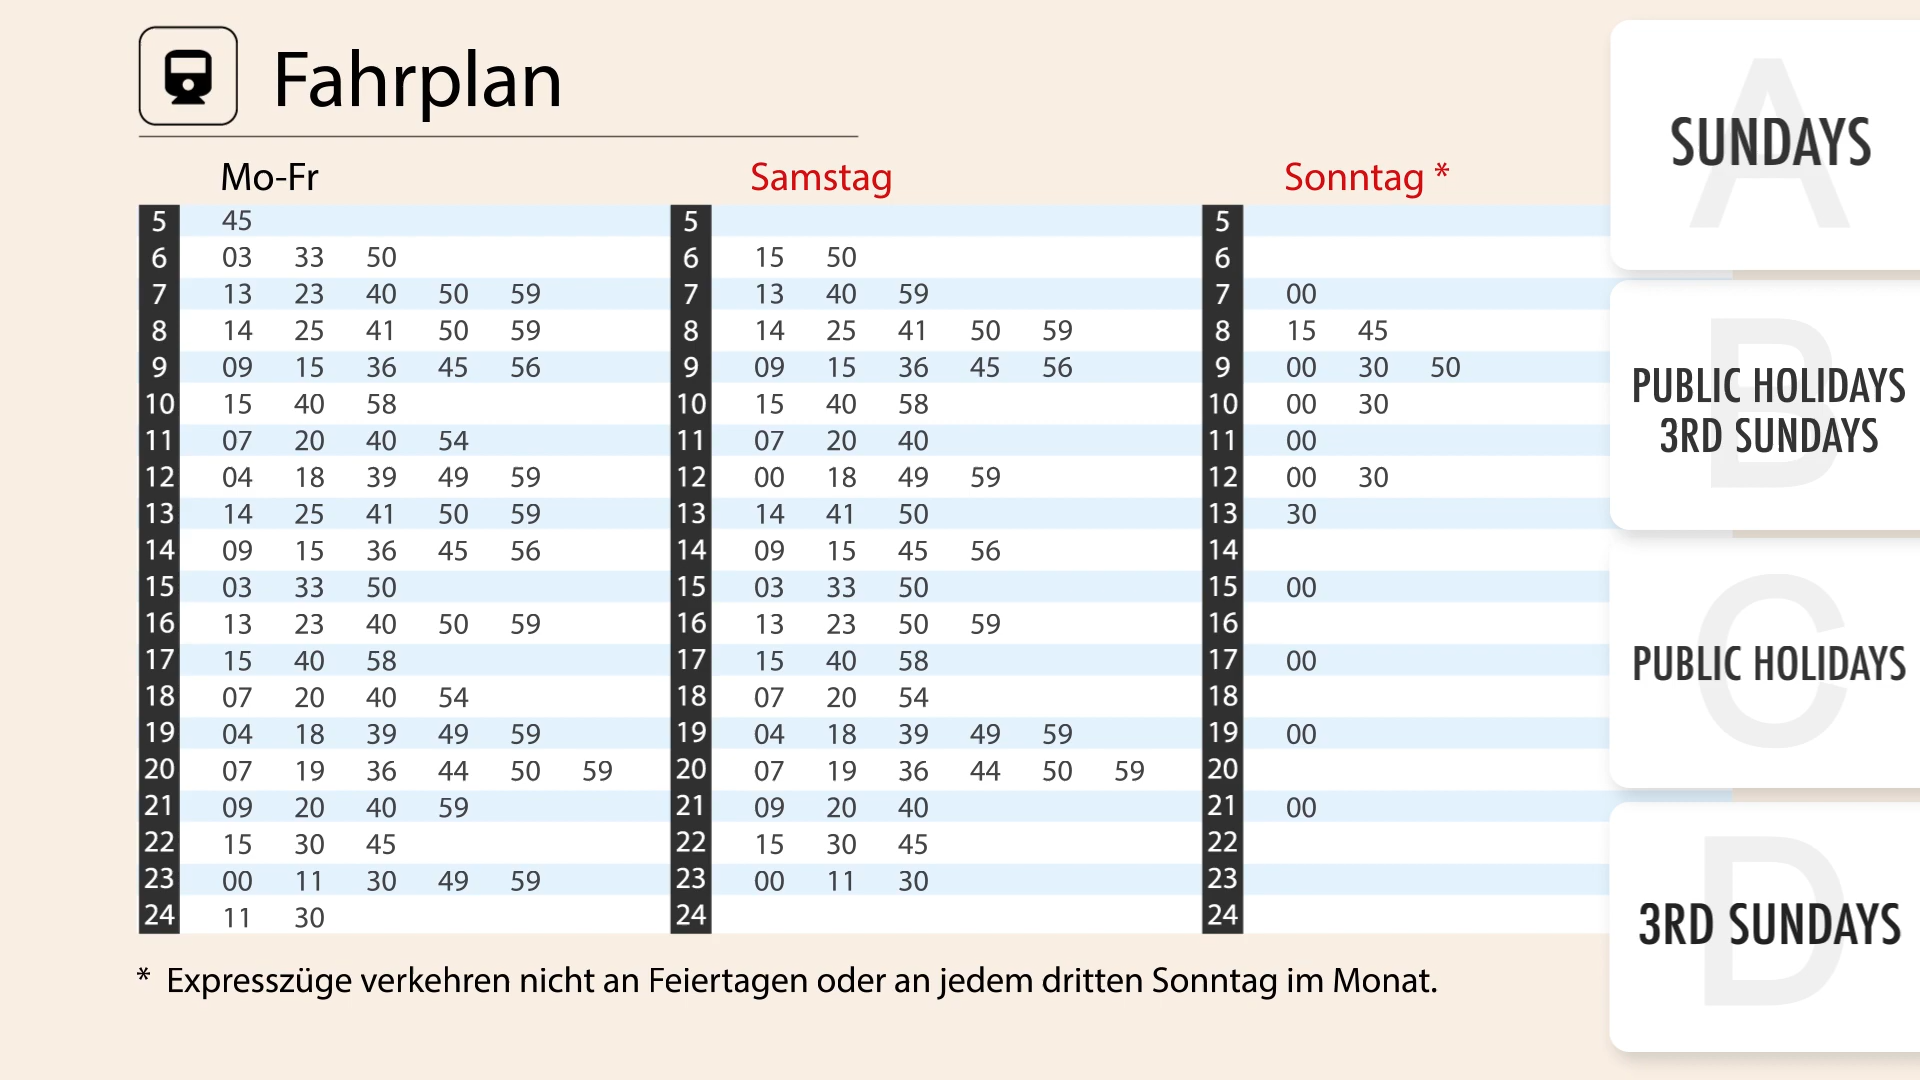 Fahrplan
Mo-Fr Samstag Sonntag *
5 45 5 5
6 03 33 50 6 15 50 6
7 13 23 40 50 59 7 13 40 59 7 00
8 14 25 41 50 59 8 14 25 41 50 59 8 15 45
9 09 15 36 45 56 9 09 15 36 45 56 9 00 30 50
10 15 40 58 10 15 40 58 10 00 30
11 07 20 40 54 11 07 20 40 11 00
12 04 18 39 49 59 12 00 18 49 59 12 00 30
13 14 25 41 50 59 13 14 41 50 13 30
14 09 15 36 45 56 14 09 15 45 56 14
15 03 33 50 15 03 33 50 15 00
16 13 23 40 50 59 16 13 23 50 59 16
17 15 40 58 17 15 40 58 17 00
18 07 20 40 54 18 07 20 54 18
19 04 18 39 49 59 19 04 18 39 49 59 19 00
20 07 19 36 44 50 59 20 07 19 36 44 50 59 20
21 09 20 40 59 21 09 20 40 21 00
22 15 30 45 22 15 30 45 22
23 00 11 30 49 59 23 00 11 30 23
24 11 30 24 24
* Expresszüge verkehren nicht an Feiertagen oder an jedem dritten Sonntag im Monat.
A
SUNDAYS
B
PUBLIC HOLIDAYS
3RD SUNDAYS
C
PUBLIC HOLIDAYS
D
3RD SUNDAYS